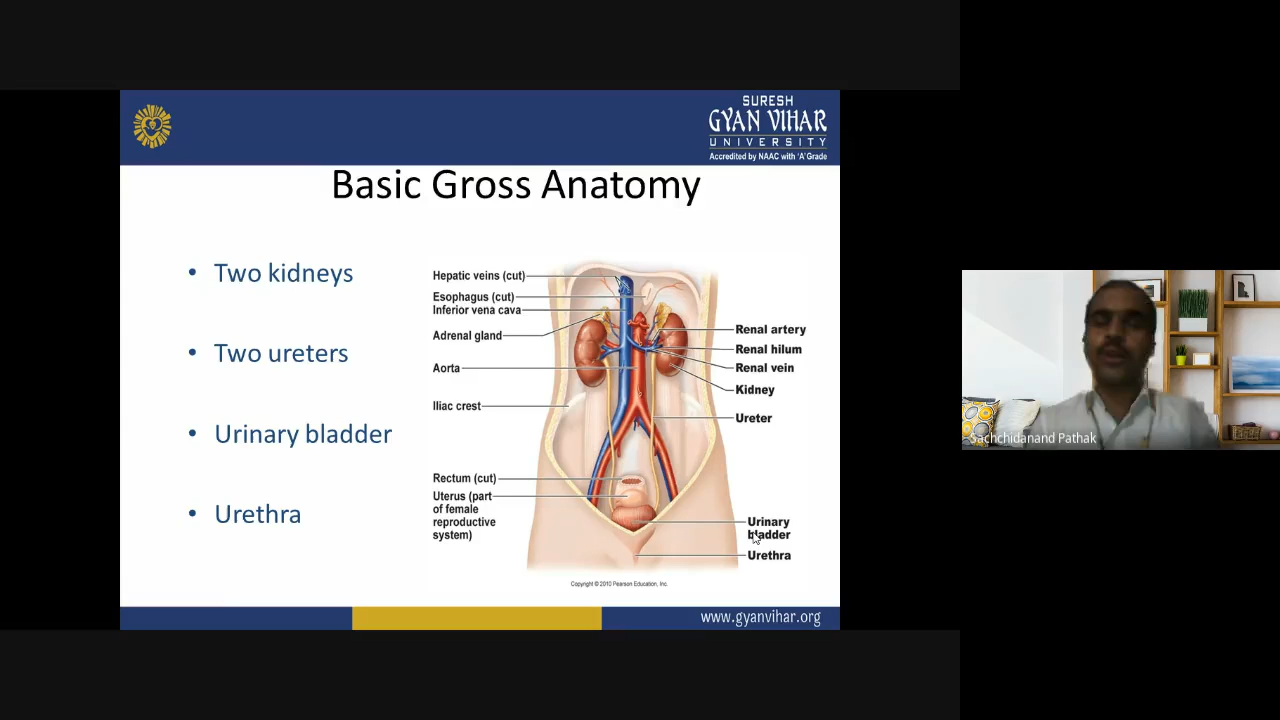 SURESH
GYAN VIHAR
UNIVERSITY
Accredited by NAAC with 'A' Grade
Basic Gross Anatomy
• Two kidneys
• Two ureters
• Urinary bladder
• Urethra
Hepatic veins (cut)
Esophagus (cut)
Inferior vena cava
Adrenal gland
Aorta
Iliac crest
Rectum (cut)
Uterus (part
of female
reproductive
system)
Renal artery
Renal hilum
Renal vein
Kidney
Ureter
Urinary
bladder
Urethra
Copyright © 2010 Pearson Education, Inc.
www.gyanvihar.org
Sachchidanand Pathak